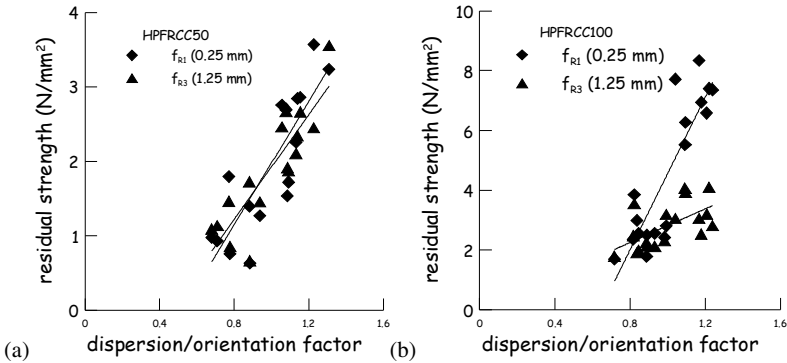 HPFRCC50
f_R1 (0.25 mm)
f_R3 (1.25 mm)
residual strength (N/mm²)
4
3
2
1
0
0 0.4 0.8 1.2 1.6
dispersion/orientation factor
(a)
HPFRCC100
f_R1 (0.25 mm)
f_R3 (1.25 mm)
residual strength (N/mm²)
10
8
6
4
2
0
0 0.4 0.8 1.2 1.6
dispersion/orientation factor
(b)